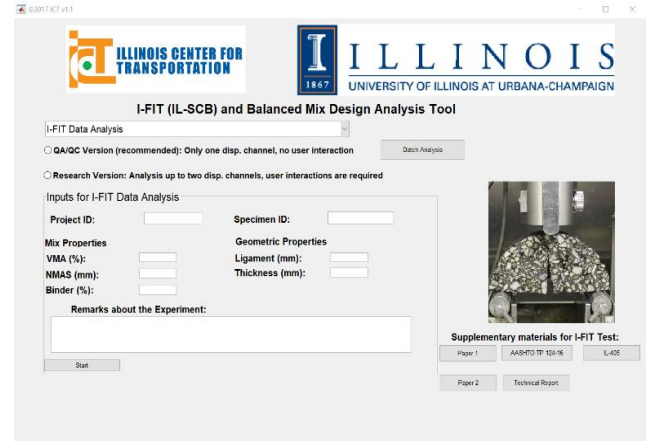 ©2017 ICT v1.1
ICT
ILLINOIS CENTER FOR
TRANSPORTATION
I
1867
ILLINOIS
UNIVERSITY OF ILLINOIS AT URBANA-CHAMPAIGN
I-FIT (IL-SCB) and Balanced Mix Design Analysis Tool
I-FIT Data Analysis
QA/QC Version (recommended): Only one disp. channel, no user interaction
Batch Analysis
Research Version: Analysis up to two disp. channels, user interactions are required
Inputs for I-FIT Data Analysis
Project ID:
Specimen ID:
Mix Properties
Geometric Properties
VMA (%):
Ligament (mm):
NMAS (mm):
Thickness (mm):
Binder (%):
Remarks about the Experiment:
Start
Supplementary materials for I-FIT Test:
Paper 1
AASHTO TP 124-16
IL-405
Paper 2
Technical Report